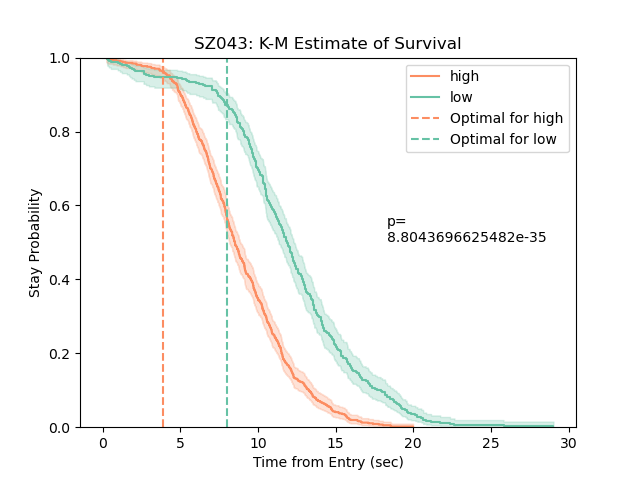 SZ043: K-M Estimate of Survival
1.0
0.8
0.6
0.4
0.2
0.0
Stay Probability
high
low
Optimal for high
Optimal for low
p=
8.8043696625482e-35
0
5
10
15
20
25
30
Time from Entry (sec)